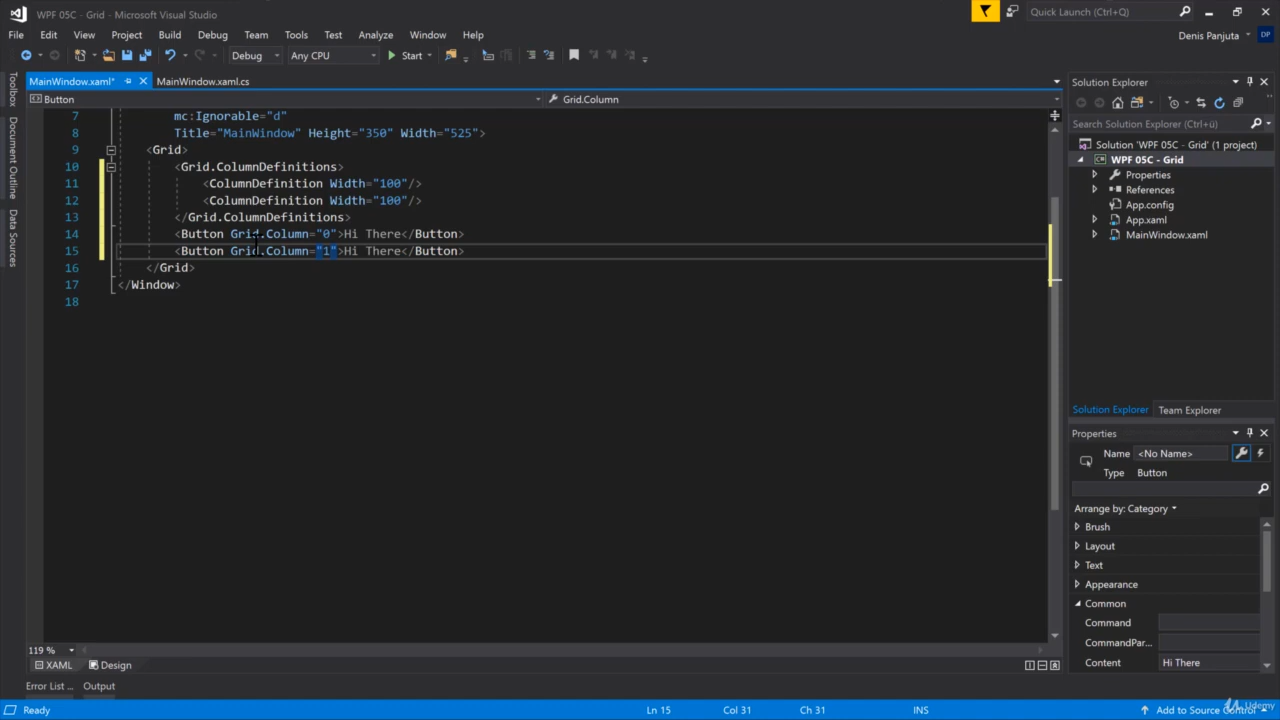 WPF 05C - Grid - Microsoft Visual Studio
Quick Launch (Ctrl+Q)
File Edit View Project Build Debug Team Tools Test Analyze Window Help
Denis Panjuta DP
Debug Any CPU Start
MainWindow.xaml* MainWindow.xaml.cs
Button Grid.Column
Toolbox
Document Outline
Data Sources
7 mc:Ignorable="d"
8 Title="MainWindow" Height="350" Width="525">
9 <Grid>
10 <Grid.ColumnDefinitions>
11 <ColumnDefinition Width="100"/>
12 <ColumnDefinition Width="100"/>
13 </Grid.ColumnDefinitions>
14 <Button Grid.Column="0">Hi There</Button>
15 <Button Grid.Column="1">Hi There</Button>
16 </Grid>
17 </Window>
18
119 %
XAML Design
Error List ... Output
Solution Explorer
Search Solution Explorer (Ctrl+ü)
Solution 'WPF 05C - Grid' (1 project)
WPF 05C - Grid
Properties
References
App.config
App.xaml
MainWindow.xaml
Solution Explorer Team Explorer
Properties
Name <No Name>
Type Button
Arrange by: Category
Brush
Layout
Text
Appearance
Common
Command
CommandPar...
Content Hi There
Ready Ln 15 Col 31 Ch 31 INS Add to Source Control
Udemy